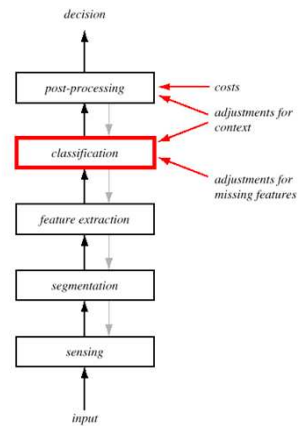 decision
post-processing
costs
adjustments for
context
classification
adjustments for
missing features
feature extraction
segmentation
sensing
input